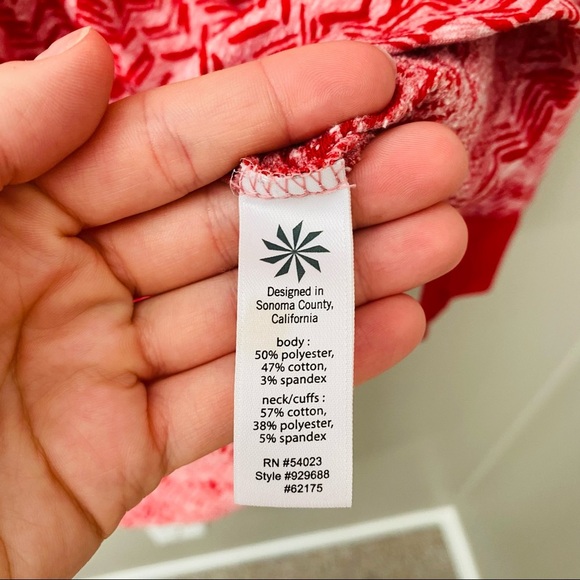 Designed in
Sonoma County,
California
body :
50% polyester,
47% cotton,
3% spandex
neck/cuffs :
57% cotton,
38% polyester,
5% spandex
RN #54023
Style #929688
#62175